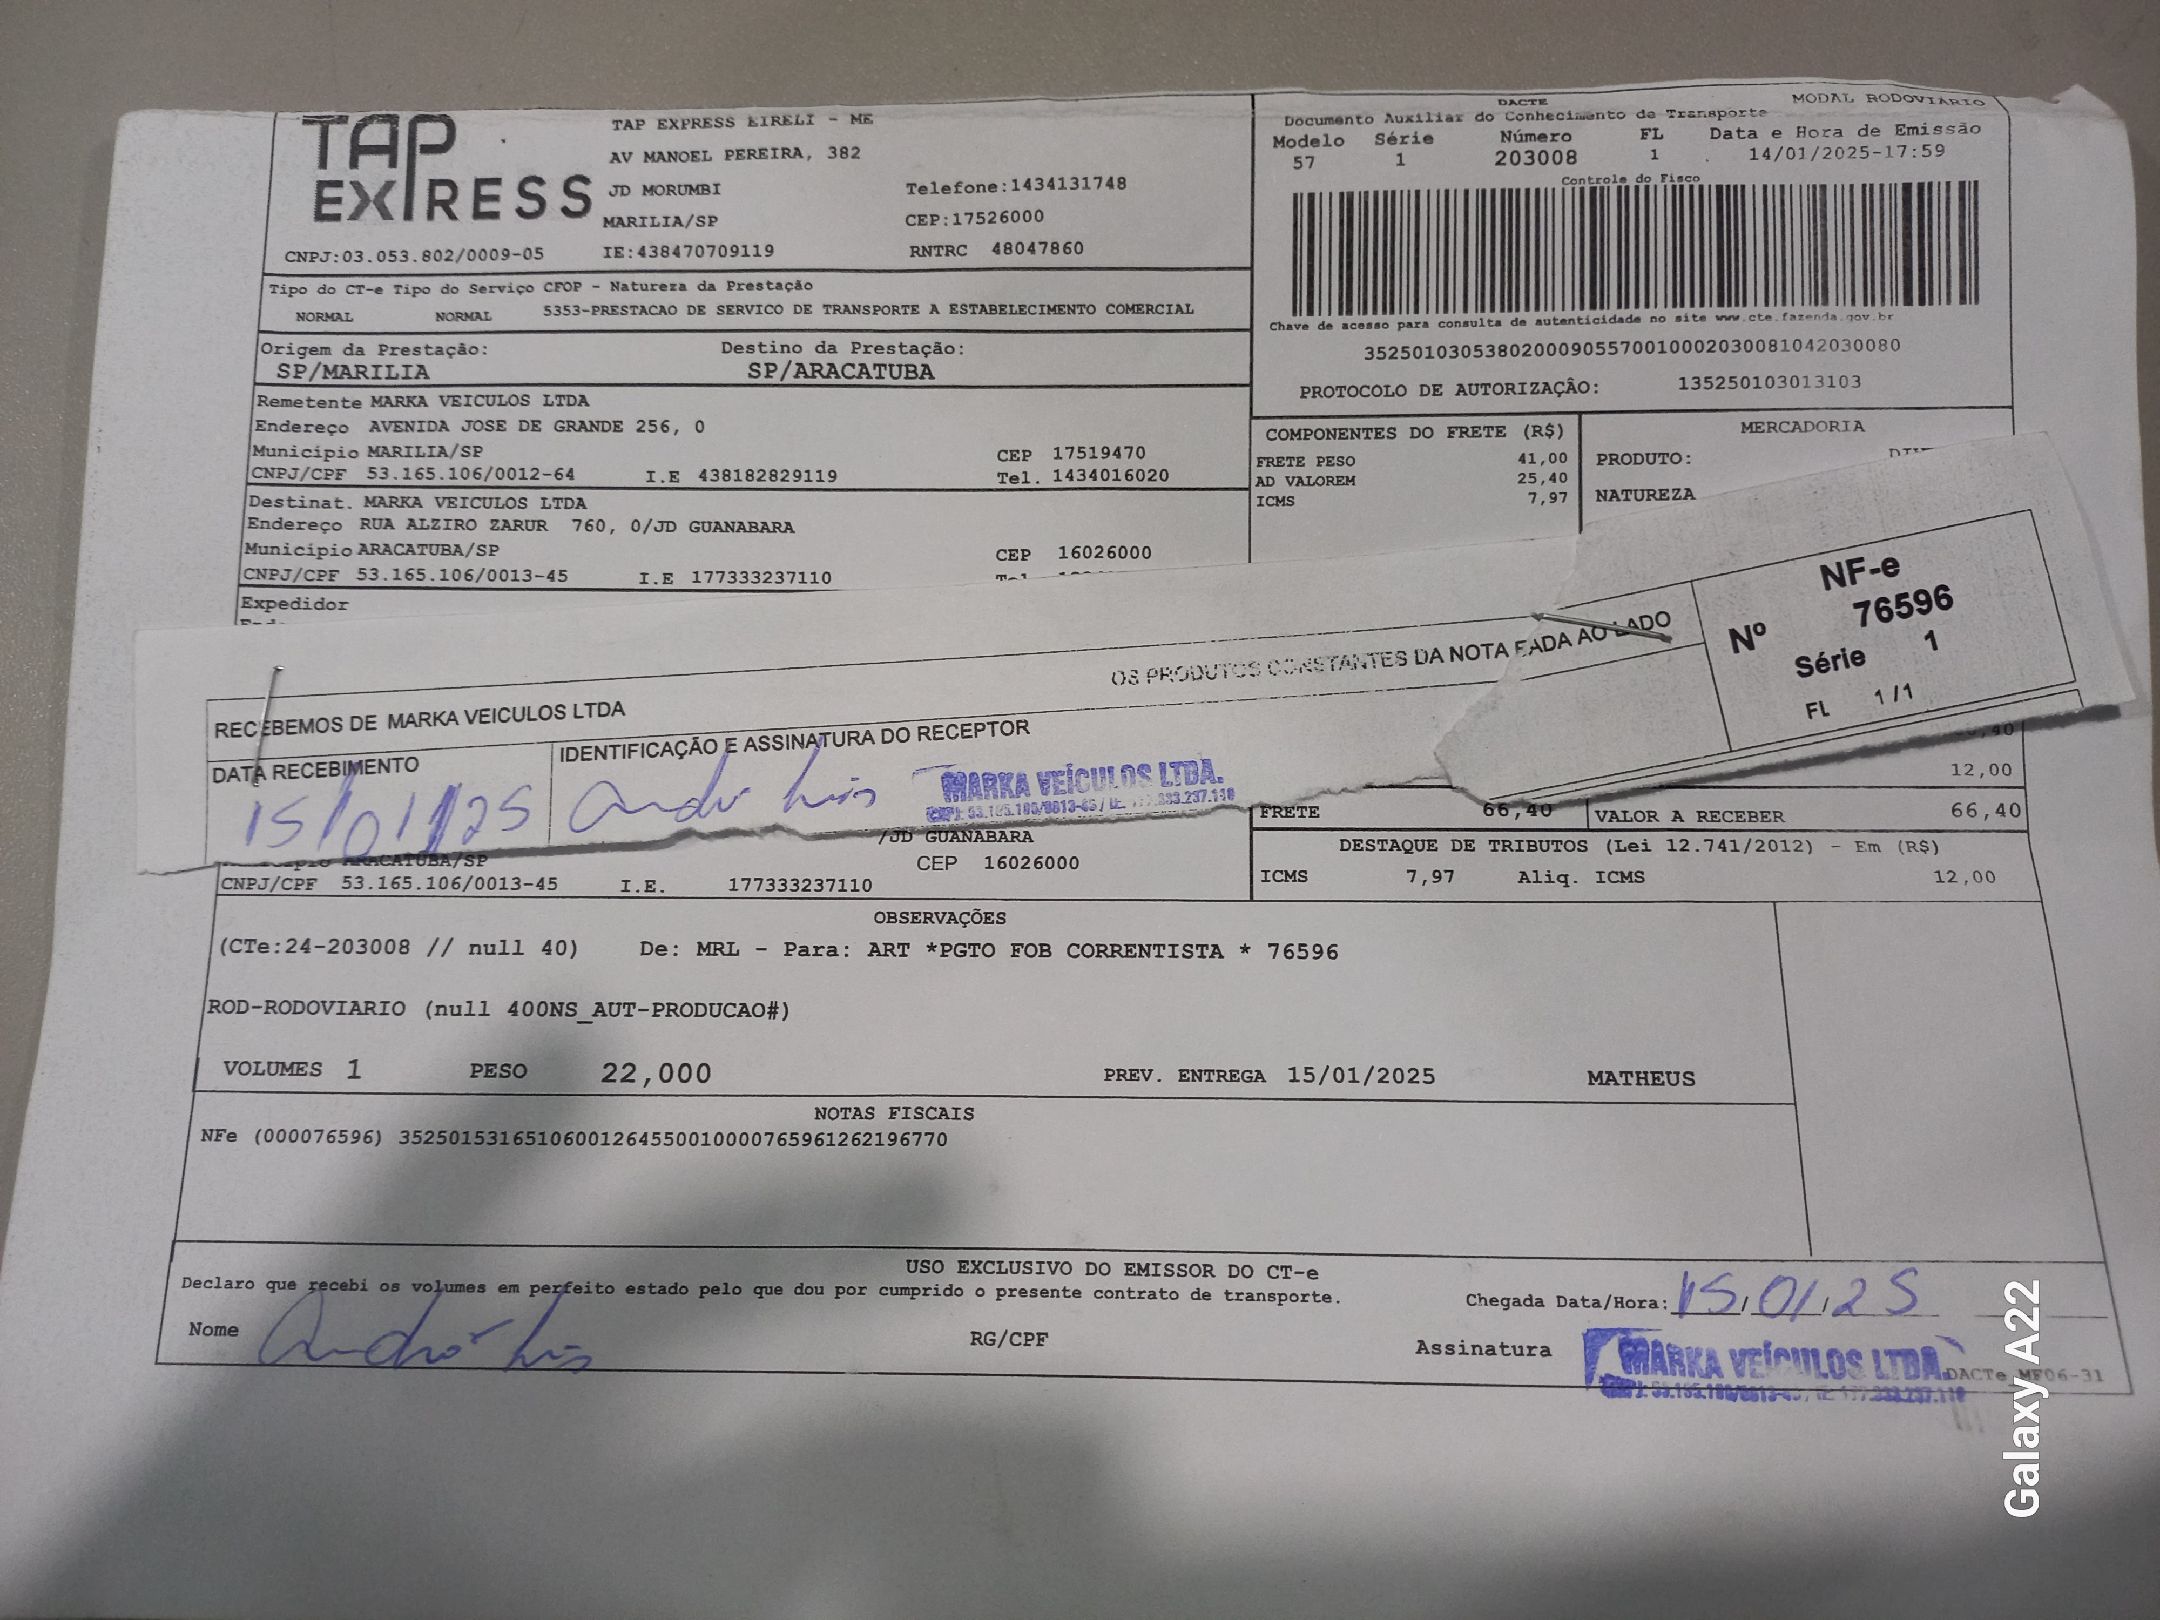 TAP EXPRESS
TAP EXPRESS EIRELI - ME
AV MANOEL PEREIRA, 382
JD MORUMBI Telefone:1434131748
MARILIA/SP CEP:17526000
CNPJ:03.053.802/0009-05 IE:438470709119 RNTRC 48047860
DACTE MODAL RODOVIARIO
Documento Auxiliar do Conhecimento de Transporte
Modelo Série Número FL Data e Hora de Emissão
57 1 203008 1 14/01/2025-17:59
Controle do Fisco
Chave de acesso para consulta de autenticidade no site www.cte.fazenda.gov.br
35250103053802000905570010002030081042030080
PROTOCOLO DE AUTORIZAÇÃO: 135250103013103
Tipo do CT-e Tipo do Serviço CFOP - Natureza da Prestação
NORMAL NORMAL 5353-PRESTACAO DE SERVICO DE TRANSPORTE A ESTABELECIMENTO COMERCIAL
Origem da Prestação: Destino da Prestação:
SP/MARILIA SP/ARACATUBA
Remetente MARKA VEICULOS LTDA
Endereço AVENIDA JOSE DE GRANDE 256, 0
Município MARILIA/SP CEP 17519470
CNPJ/CPF 53.165.106/0012-64 I.E 438182829119 Tel. 1434016020
Destinat. MARKA VEICULOS LTDA
Endereço RUA ALZIRO ZARUR 760, 0/JD GUANABARA
Município ARACATUBA/SP CEP 16026000
CNPJ/CPF 53.165.106/0013-45 I.E 177333237110
Expedidor
COMPONENTES DO FRETE (R$)
FRETE PESO 41,00
AD VALOREM 25,40
ICMS 7,97
MERCADORIA
PRODUTO:
NATUREZA
NF-e
Nº 76596
Série 1
FL 1/1
RECEBEMOS DE MARKA VEICULOS LTDA OS PRODUTOS CONSTANTES DA NOTA FADA AO LADO
DATA RECEBIMENTO IDENTIFICAÇÃO E ASSINATURA DO RECEPTOR
15/01/25 André Luis MARKA VEÍCULOS LTDA.
12,00
FRETE 66,40 VALOR A RECEBER 66,40
/JD GUANABARA
ARACATUBA/SP CEP 16026000
CNPJ/CPF 53.165.106/0013-45 I.E. 177333237110
DESTAQUE DE TRIBUTOS (Lei 12.741/2012) - Em (R$)
ICMS 7,97 Aliq. ICMS 12,00
OBSERVAÇÕES
(CTe:24-203008 // null 40) De: MRL - Para: ART *PGTO FOB CORRENTISTA * 76596
ROD-RODOVIARIO (null 400NS_AUT-PRODUCAO#)
VOLUMES 1 PESO 22,000 PREV. ENTREGA 15/01/2025 MATHEUS
NOTAS FISCAIS
NFe (000076596) 35250153165106001264550010000765961262196770
USO EXCLUSIVO DO EMISSOR DO CT-e
Declaro que recebi os volumes em perfeito estado pelo que dou por cumprido o presente contrato de transporte.
Chegada Data/Hora: 15/01/25
Nome André Luis RG/CPF Assinatura MARKA VEÍCULOS LTDA.
DACTe MF06-31
Galaxy A22